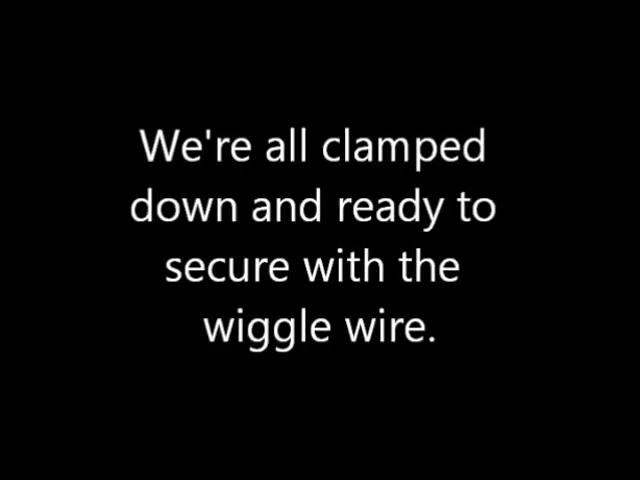 We're all clamped
down and ready to
secure with the
wiggle wire.